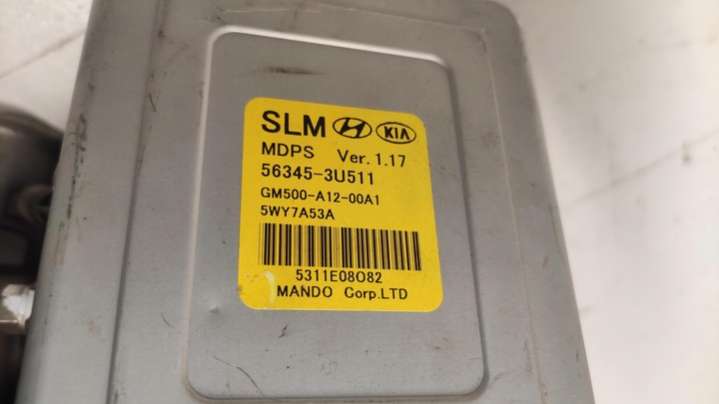 SLM KIA
MDPS Ver. 1.17
56345-3U511
GM500-A12-00A1
5WY7A53A
5311E08082
MANDO Corp.LTD